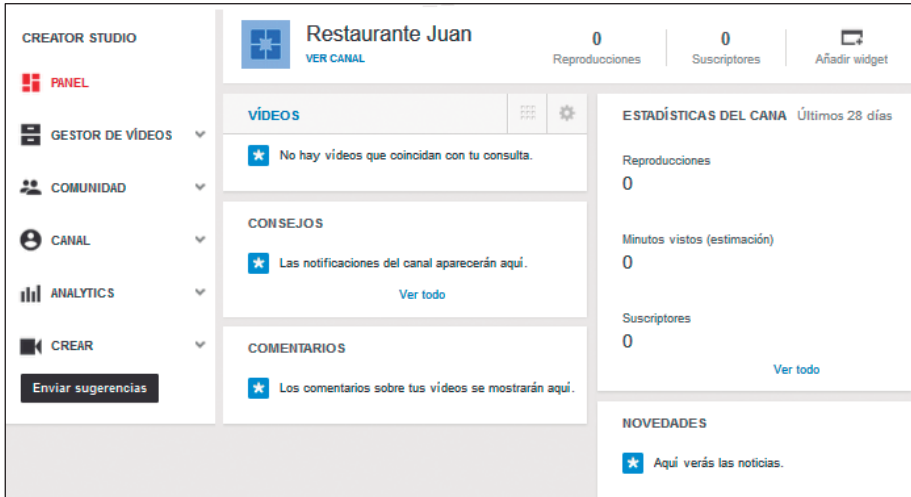 CREATOR STUDIO
PANEL
GESTOR DE VÍDEOS
COMUNIDAD
CANAL
ANALYTICS
CREAR
Enviar sugerencias
Restaurante Juan
VER CANAL
0
Reproducciones
0
Suscriptores
Añadir widget
VÍDEOS
No hay vídeos que coincidan con tu consulta.
CONSEJOS
Las notificaciones del canal aparecerán aquí.
Ver todo
COMENTARIOS
Los comentarios sobre tus vídeos se mostrarán aquí.
ESTADÍSTICAS DEL CANA Últimos 28 días
Reproducciones
0
Minutos vistos (estimación)
0
Suscriptores
0
Ver todo
NOVEDADES
Aquí verás las noticias.